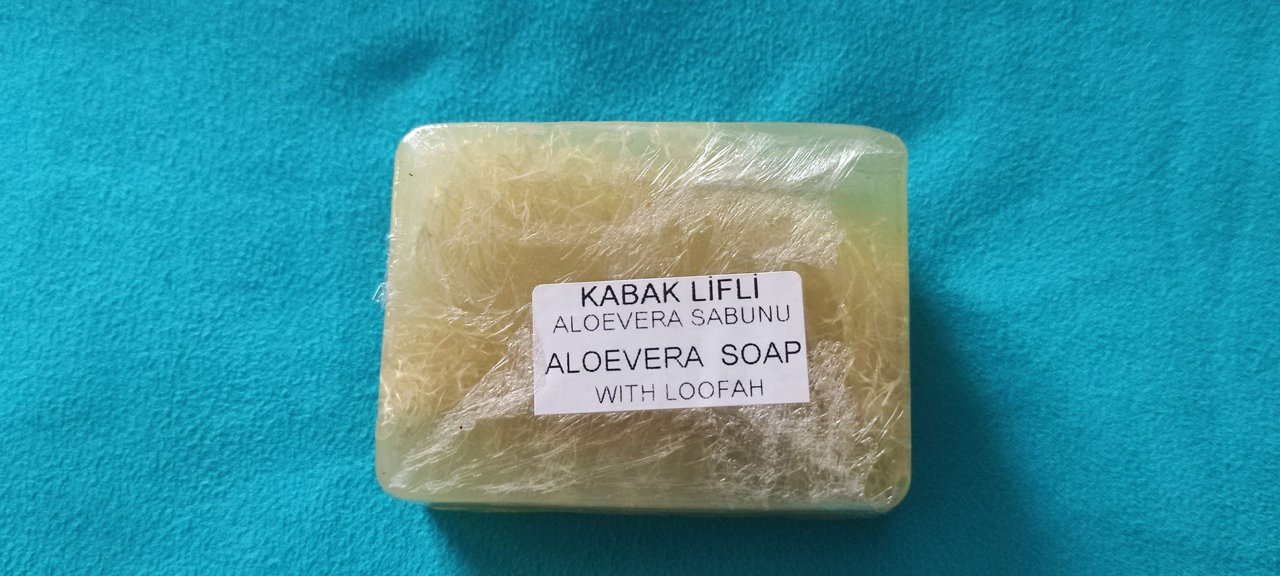 KABAK LİFLİ
ALOEVERA SABUNU
ALOEVERA SOAP
WITH LOOFAH